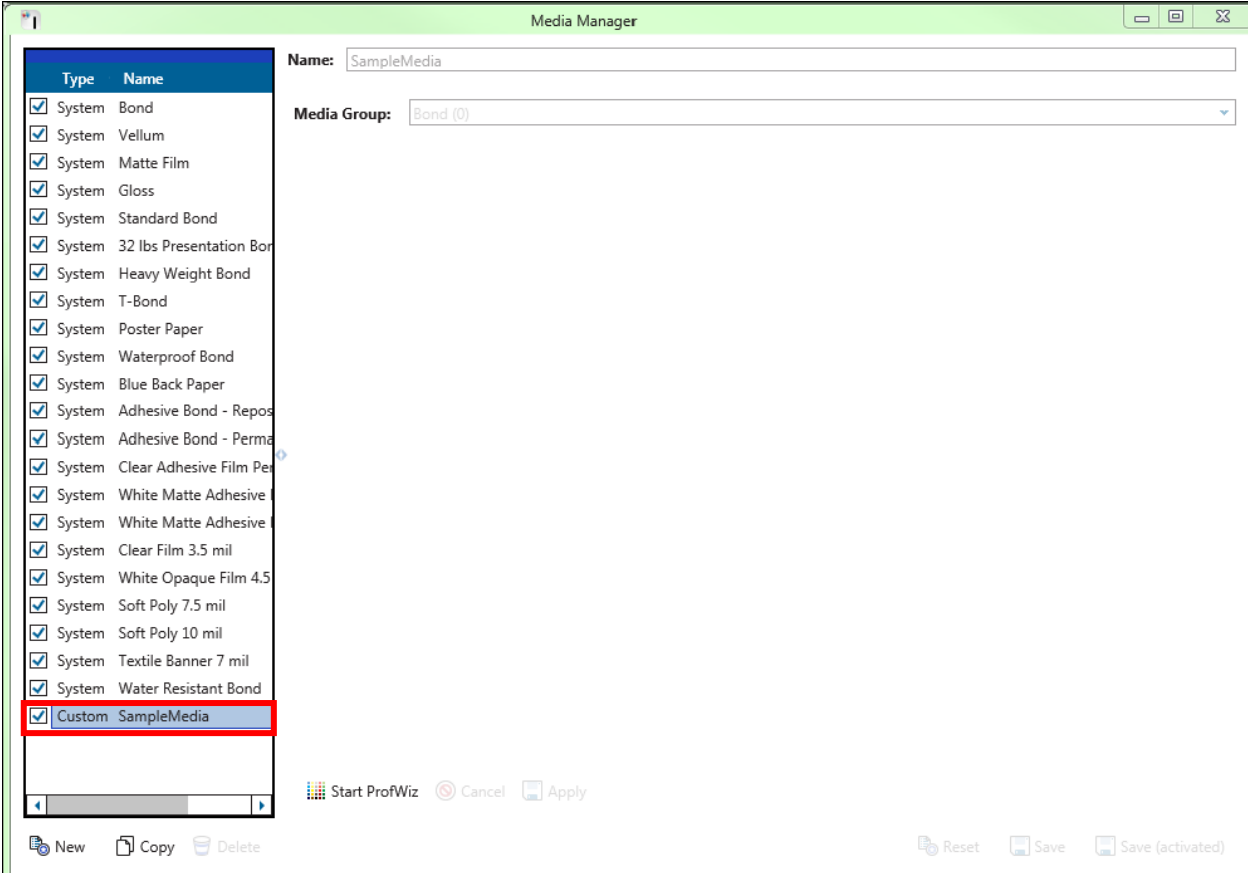 Media Manager
Type Name
System Bond
System Vellum
System Matte Film
System Gloss
System Standard Bond
System 32 lbs Presentation Bon
System Heavy Weight Bond
System T-Bond
System Poster Paper
System Waterproof Bond
System Blue Back Paper
System Adhesive Bond - Repos
System Adhesive Bond - Perma
System Clear Adhesive Film Per
System White Matte Adhesive
System White Matte Adhesive
System Clear Film 3.5 mil
System White Opaque Film 4.5
System Soft Poly 7.5 mil
System Soft Poly 10 mil
System Textile Banner 7 mil
System Water Resistant Bond
Custom SampleMedia
New Copy Delete
Name: SampleMedia
Media Group: Bond (0)
Start ProfWiz Cancel Apply
Reset Save Save (activated)